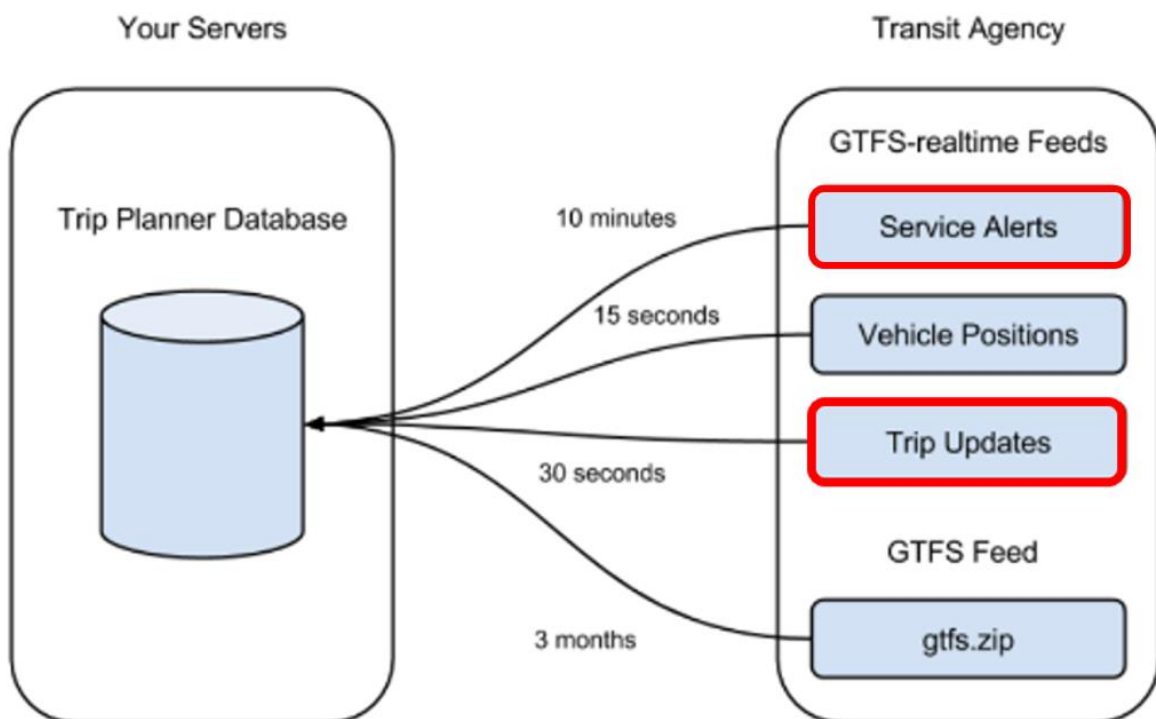 Your Servers
Transit Agency
GTFS-realtime Feeds
Trip Planner Database
10 minutes
Service Alerts
15 seconds
Vehicle Positions
Trip Updates
30 seconds
GTFS Feed
3 months
gtfs.zip